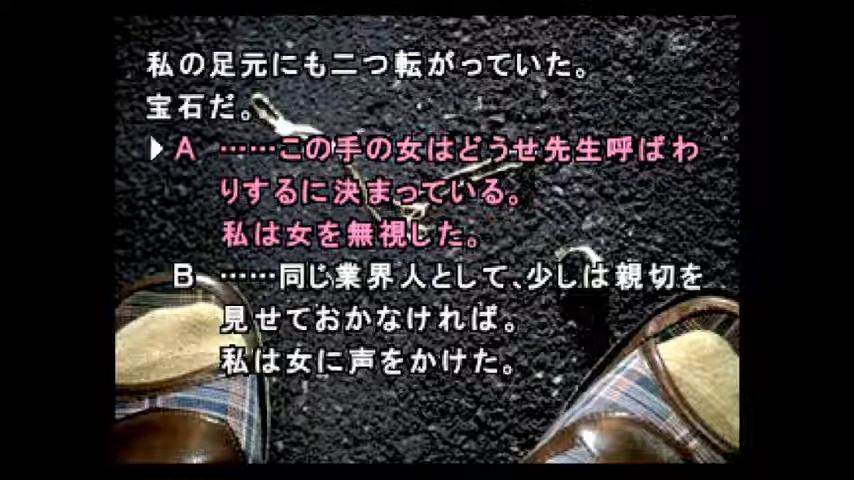 私の足元にも二つ転がっていた。
宝石だ。
A ……この手の女はどうせ先生呼ばわ
りするに決まっている。
私は女を無視した。
B ……同じ業界人として、少しは親切を
見せておかなければ。
私は女に声をかけた。